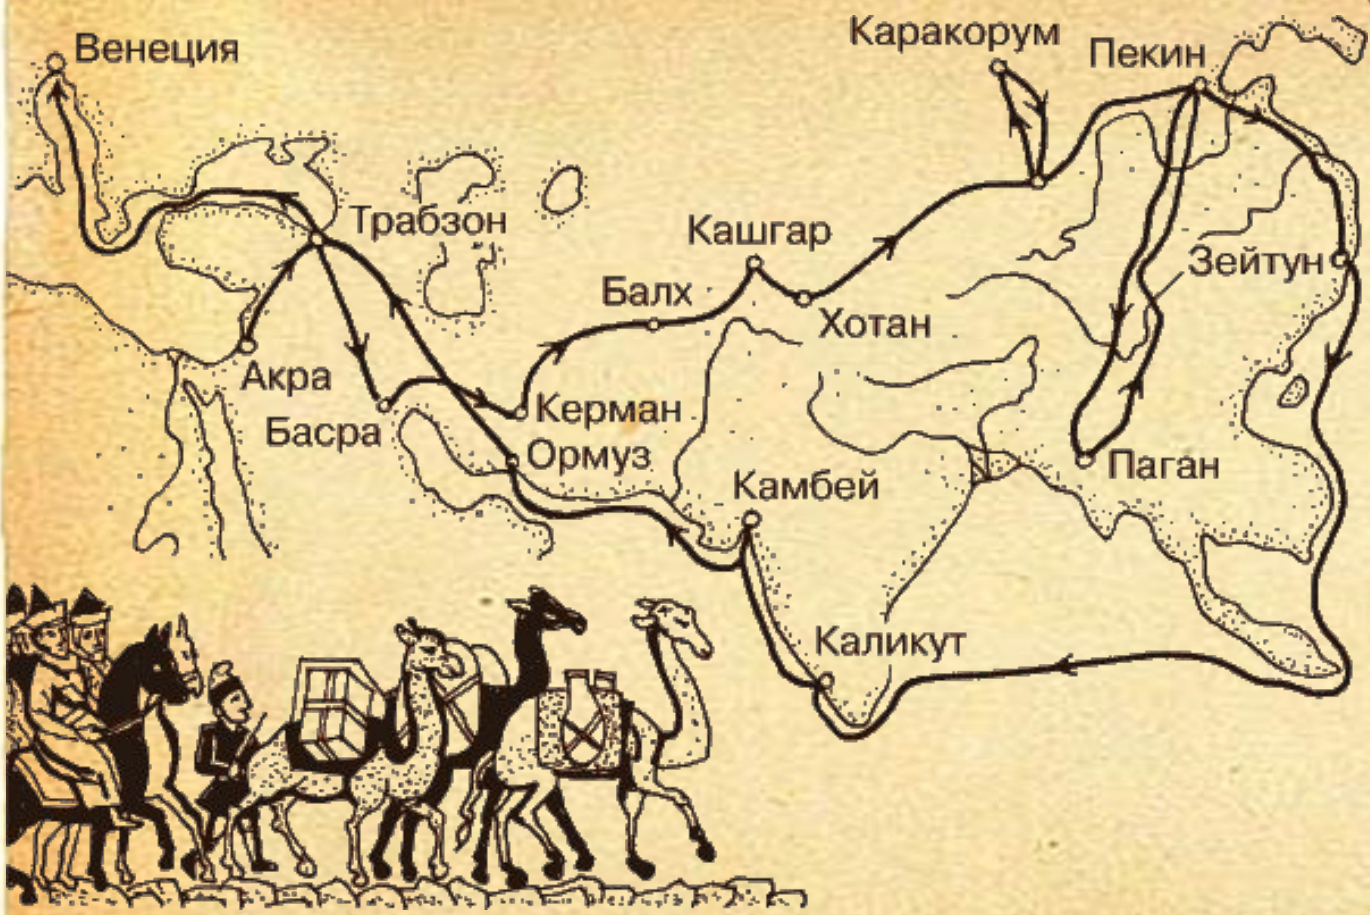 Каракорум
Венеция
Пекин
Трабзон
Кашгар
Зейтун
Балх
Хотан
Акра
Керман
Басра
Ормуз
Паган
Камбей
Каликут